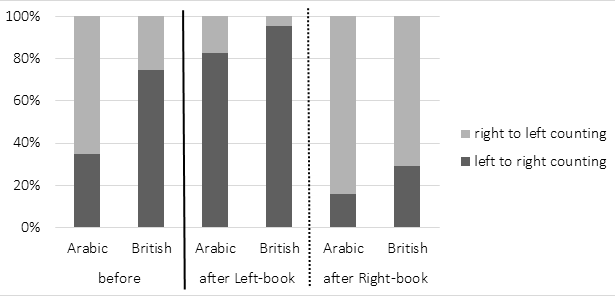 100%
80%
60%
40%
20%
0%
Arabic British Arabic British Arabic British
before after Left-book after Right-book
right to left counting
left to right counting